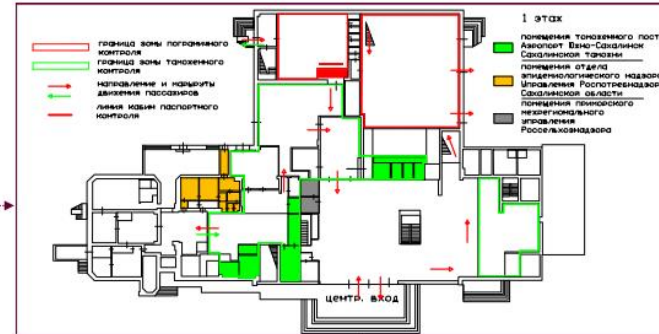 граница зоны пограничного
контроля
граница зоны таможенного
контроля
направление и маршруты
движения пассажиров
линия кабин паспортного
контроля
1 этаж
помещения таможенного пост
Аэропорт Южно-Сахалинск
Сахалинской таможни
помещения отдела
эпидемиологического надзора
Управления Роспотребнадзор
Сахалинской области
помещения приморского
межрегионального
управления
Россельхознадзора
центр. вход